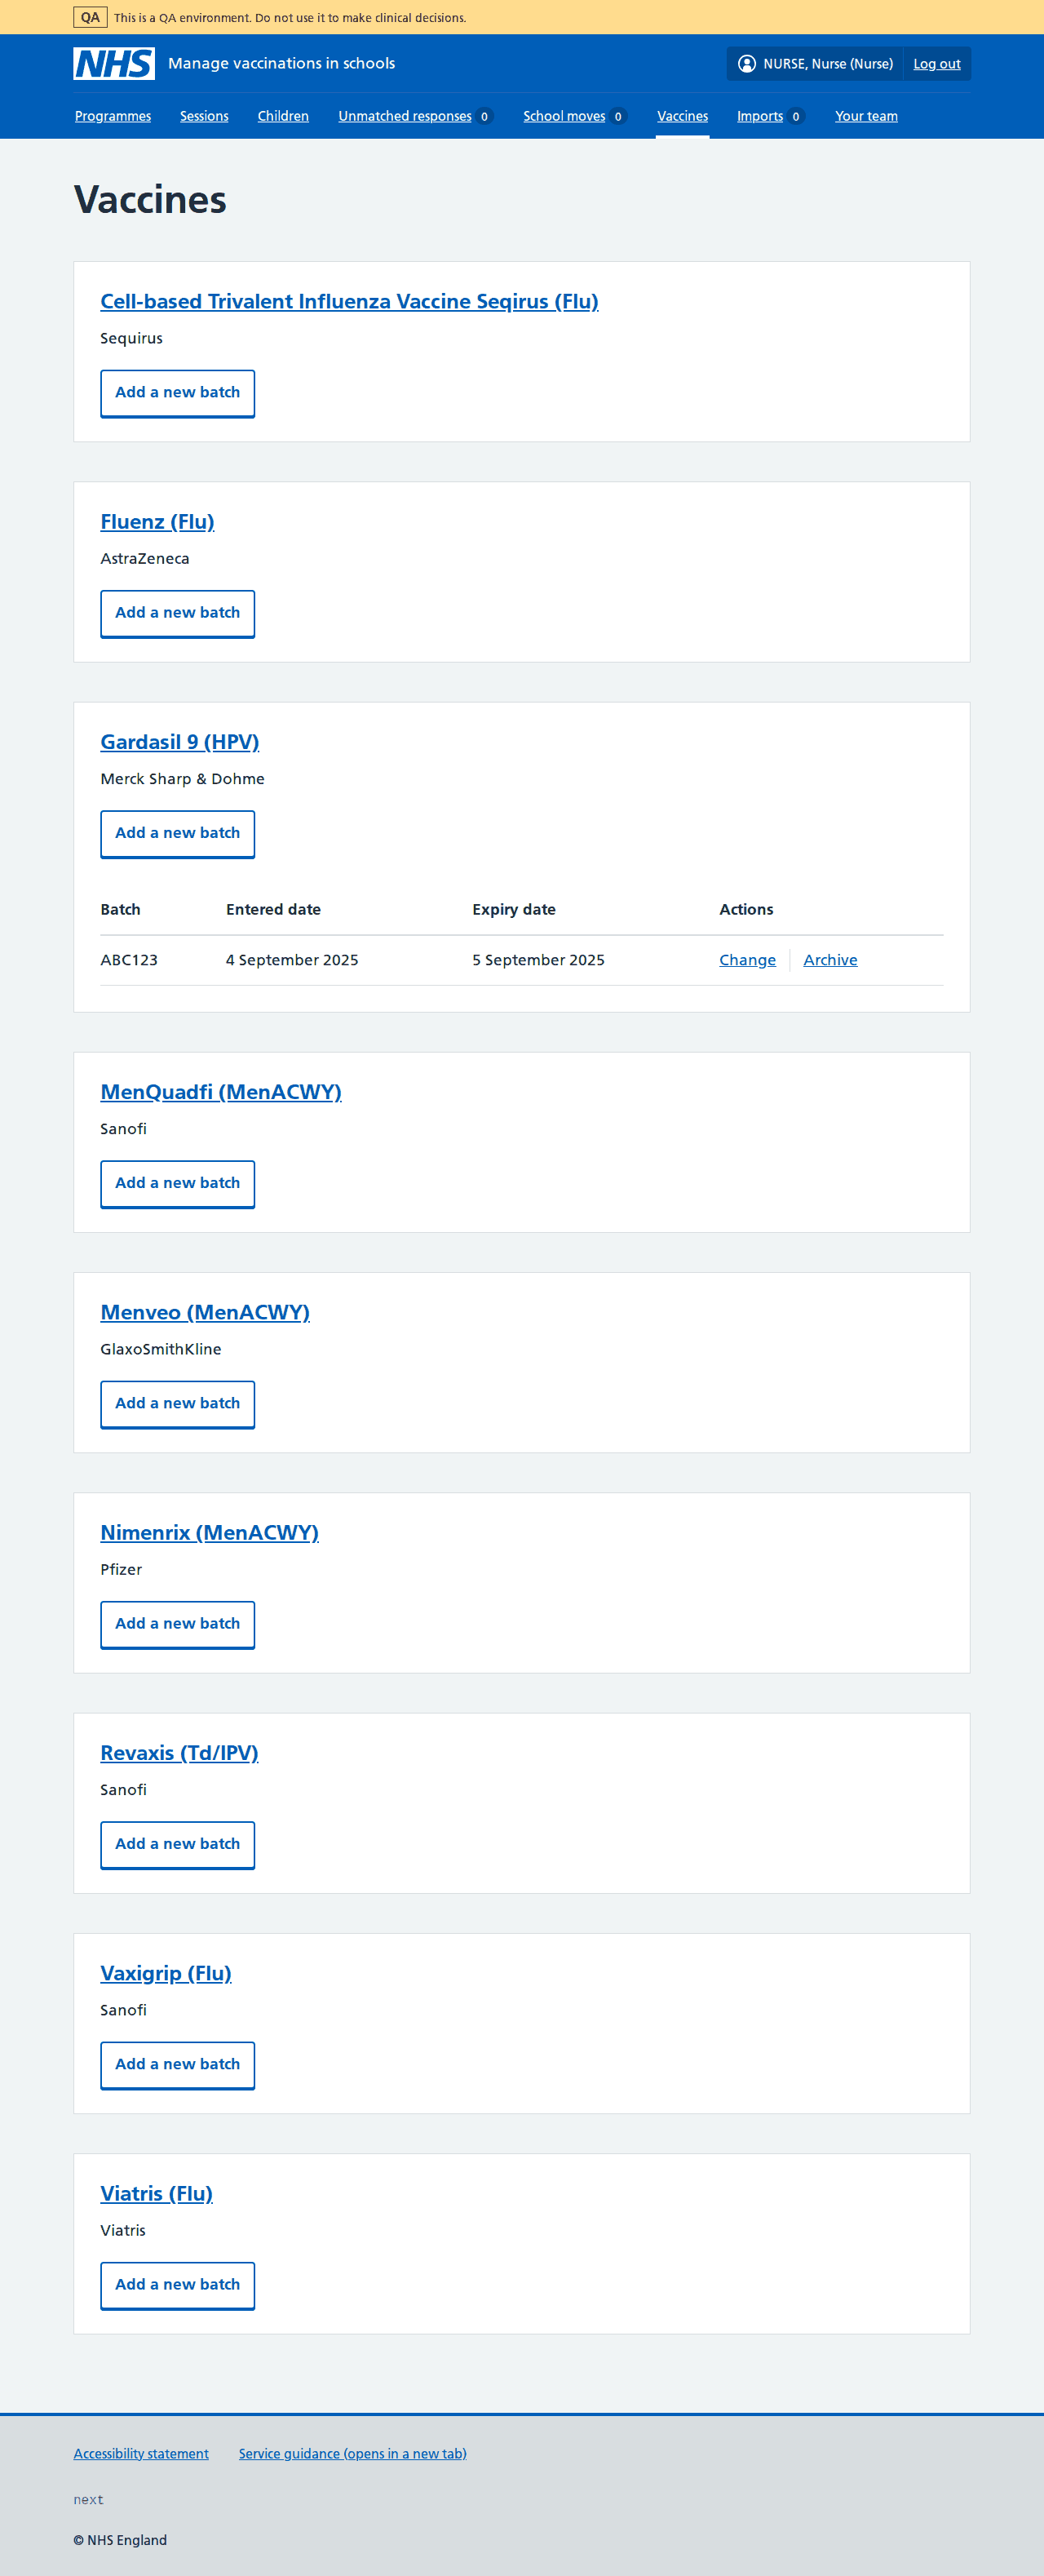 QA This is a QA environment. Do not use it to make clinical decisions.
NHS Manage vaccinations in schools NURSE, Nurse (Nurse) Log out
Programmes Sessions Children Unmatched responses 0 School moves 0 Vaccines Imports 0 Your team
Vaccines
Cell-based Trivalent Influenza Vaccine Seqirus (Flu)
Sequirus
Add a new batch
Fluenz (Flu)
AstraZeneca
Add a new batch
Gardasil 9 (HPV)
Merck Sharp & Dohme
Add a new batch
Batch Entered date Expiry date Actions
ABC123 4 September 2025 5 September 2025 Change Archive
MenQuadfi (MenACWY)
Sanofi
Add a new batch
Menveo (MenACWY)
GlaxoSmithKline
Add a new batch
Nimenrix (MenACWY)
Pfizer
Add a new batch
Revaxis (Td/IPV)
Sanofi
Add a new batch
Vaxigrip (Flu)
Sanofi
Add a new batch
Viatris (Flu)
Viatris
Add a new batch
Accessibility statement Service guidance (opens in a new tab)
next
© NHS England